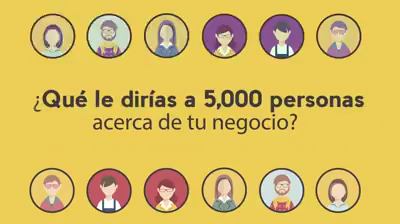 ¿Qué le dirías a 5,000 personas
acerca de tu negocio?